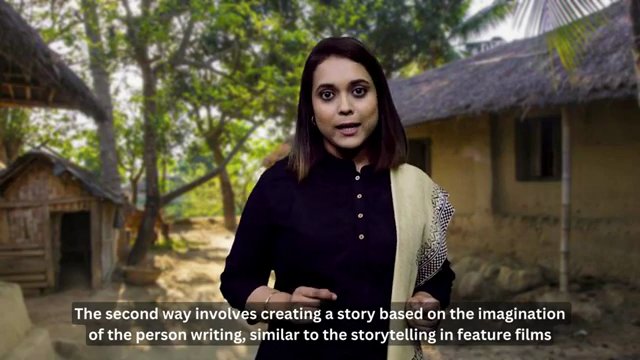 The second way involves creating a story based on the imagination
of the person writing, similar to the storytelling in feature films